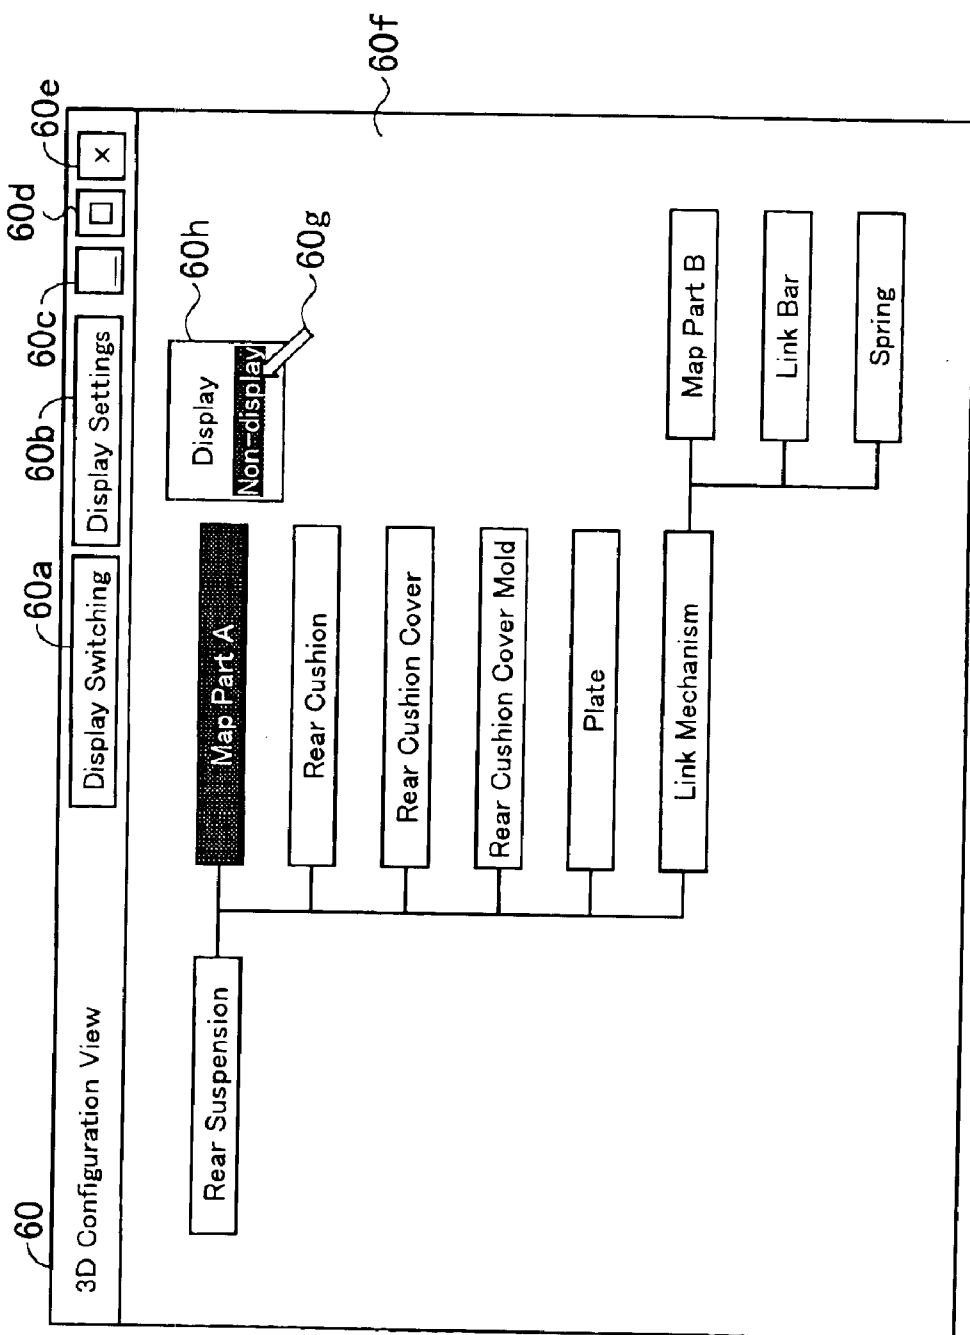 60
3D Configuration View
60a
Display Switching
60b
Display Settings
60c
60d
60e
×
60f
60h
Display
Non-display
60g
Rear Suspension
Map Part A
Rear Cushion
Rear Cushion Cover
Rear Cushion Cover Mold
Plate
Link Mechanism
Map Part B
Link Bar
Spring